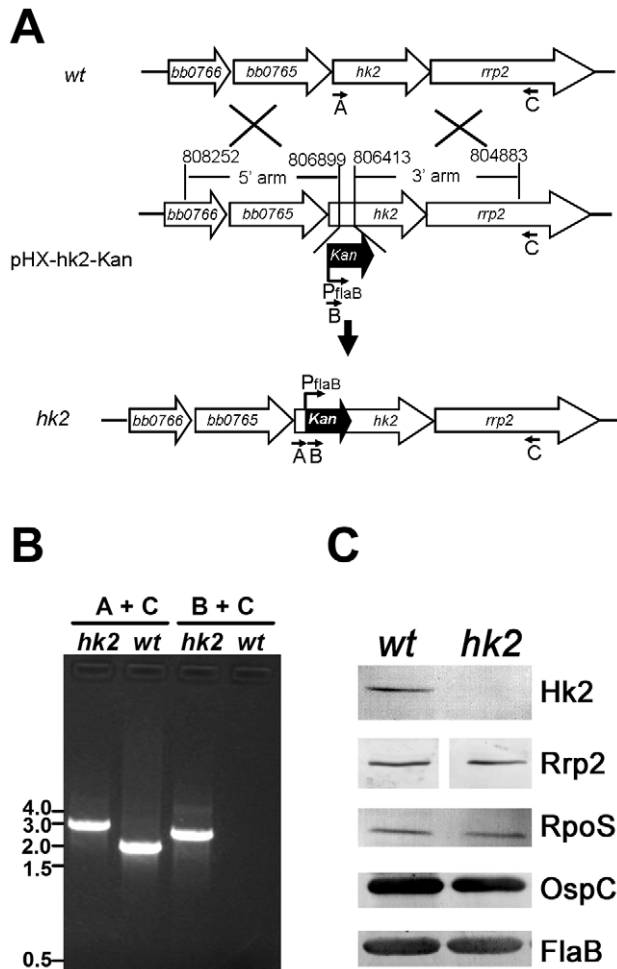 A
wt
bb0766 bb0765 hk2 rrp2
A C
808252 806899 806413 804883
5' arm 3' arm
bb0766 bb0765 hk2 rrp2
pHX-hk2-Kan
C
Kan
PflaB
B
PflaB
hk2
bb0766 bb0765 Kan hk2 rrp2
A B C
B
A + C B + C
hk2 wt hk2 wt
4.0
3.0
2.0
1.5
0.5
C
wt hk2
Hk2
Rrp2
RpoS
OspC
FlaB